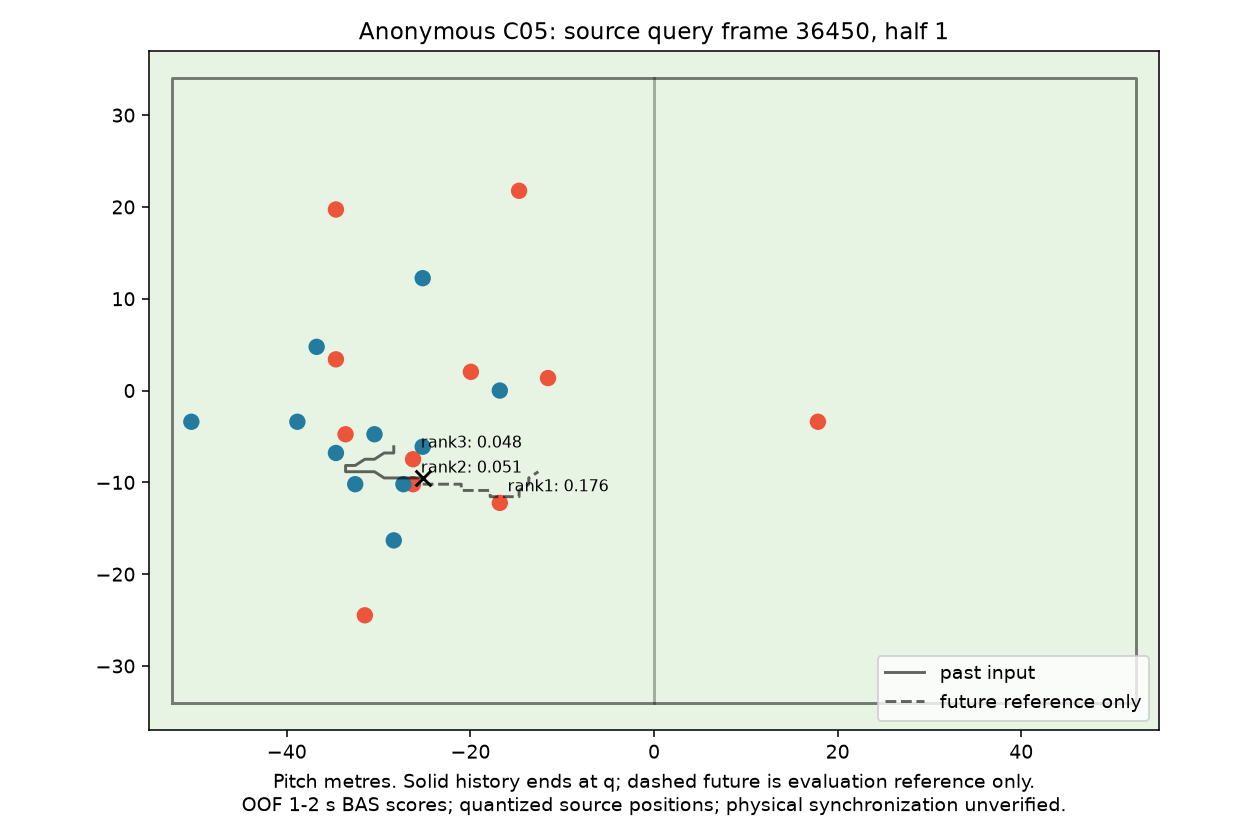 Anonymous C05: source query frame 36450, half 1
30
20
10
0
−10
−20
−30
rank3: 0.048
rank2: 0.051
rank1: 0.176
past input
future reference only
−40
−20
0
20
40
Pitch metres. Solid history ends at q; dashed future is evaluation reference only.
OOF 1-2 s BAS scores; quantized source positions; physical synchronization unverified.